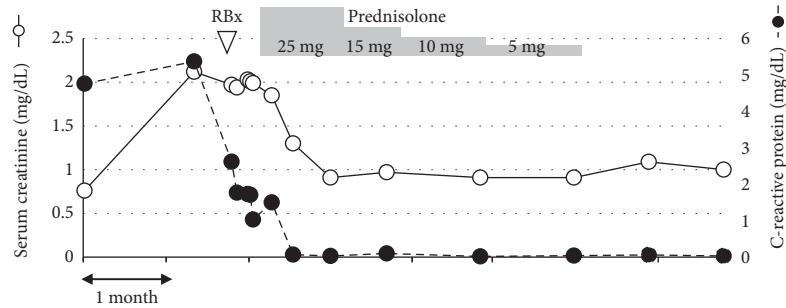 RBx
Prednisolone
25 mg 15 mg 10 mg 5 mg
Serum creatinine (mg/dL)
2.5
2
1.5
1
0.5
0
6
5
4
3
2
1
0
C-reactive protein (mg/dL)
1 month